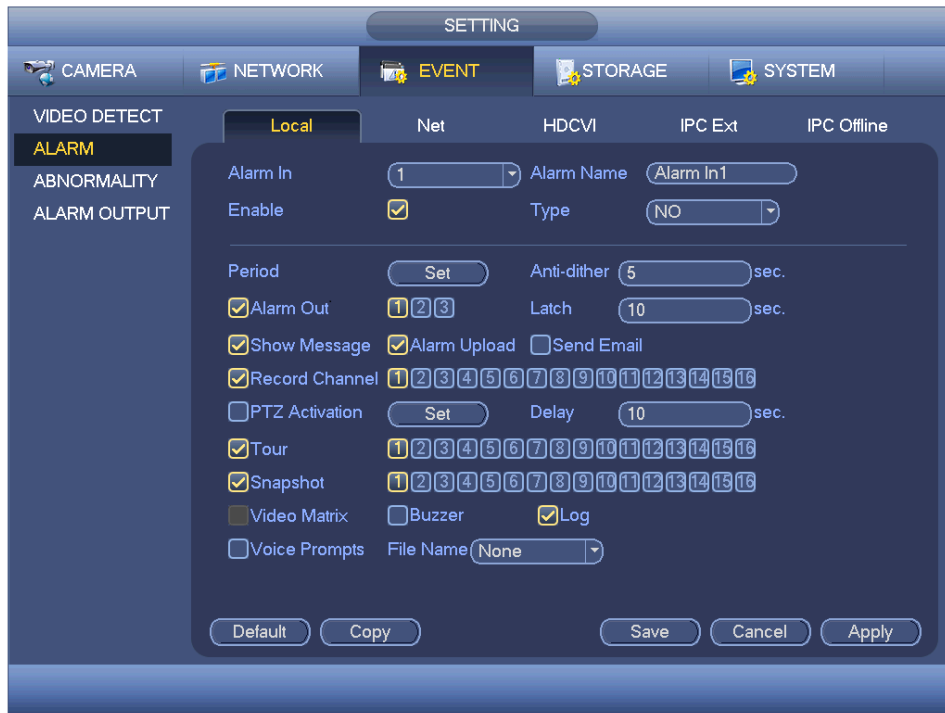 SETTING
CAMERA NETWORK EVENT STORAGE SYSTEM
VIDEO DETECT
ALARM
ABNORMALITY
ALARM OUTPUT
Local Net HDCVI IPC Ext IPC Offline
Alarm In 1 Alarm Name Alarm In1
Enable Type NO
Period Set Anti-dither 5 sec.
Alarm Out 1 2 3 Latch 10 sec.
Show Message Alarm Upload Send Email
Record Channel 1 2 3 4 5 6 7 8 9 10 11 12 13 14 15 16
PTZ Activation Set Delay 10 sec.
Tour 1 2 3 4 5 6 7 8 9 10 11 12 13 14 15 16
Snapshot 1 2 3 4 5 6 7 8 9 10 11 12 13 14 15 16
Video Matrix Buzzer Log
Voice Prompts File Name None
Default Copy Save Cancel Apply